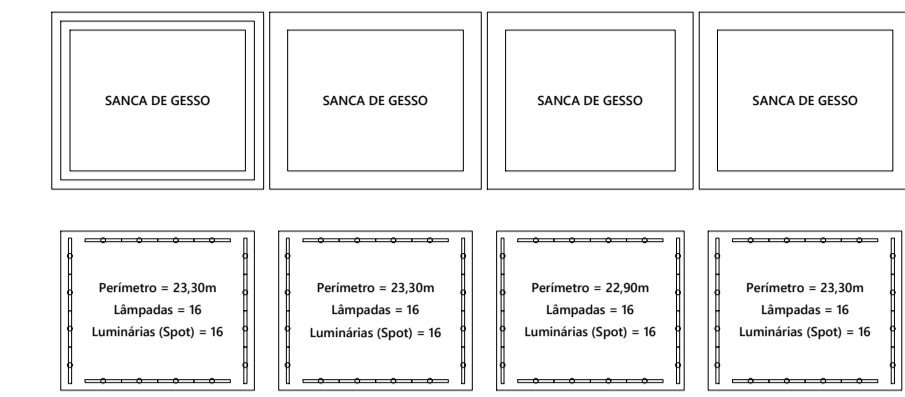 SANCA DE GESSO
SANCA DE GESSO
SANCA DE GESSO
SANCA DE GESSO
Perímetro = 23,30m
Lâmpadas = 16
Luminárias (Spot) = 16
Perímetro = 23,30m
Lâmpadas = 16
Luminárias (Spot) = 16
Perímetro = 22,90m
Lâmpadas = 16
Luminárias (Spot) = 16
Perímetro = 23,30m
Lâmpadas = 16
Luminárias (Spot) = 16